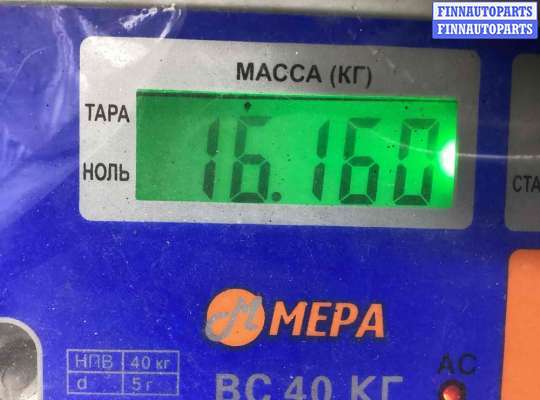 FINNAUTOPARTS
FINNAUTOPARTS
МАССА (КГ)
ТАРА
16.160
НОЛЬ
СТА
МЕРА
НПВ 40 кг
d 5 г
ВС 40 КГ
AC